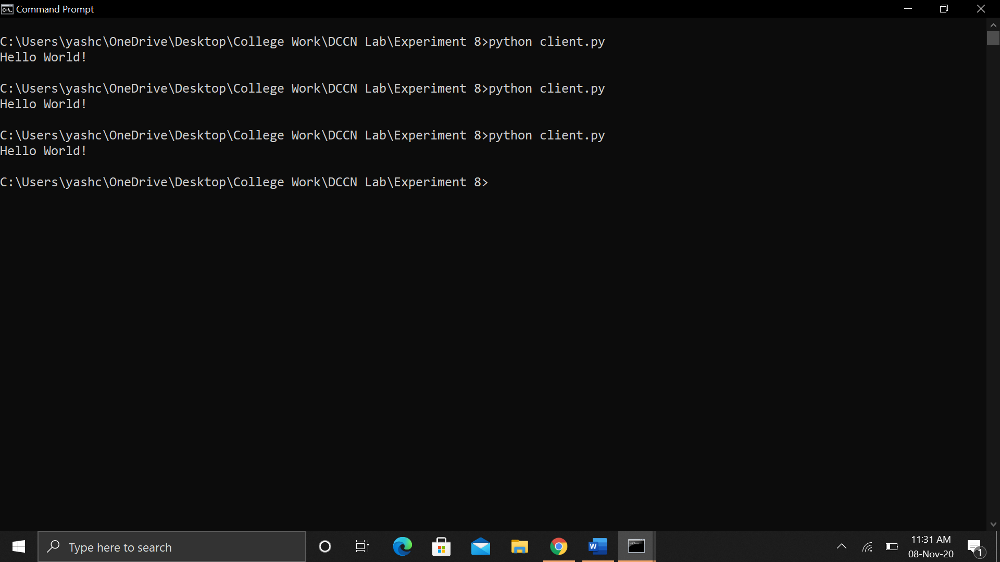 Command Prompt
C:\Users\yashc\OneDrive\Desktop\College Work\DCCN Lab\Experiment 8>python client.py
Hello World!
C:\Users\yashc\OneDrive\Desktop\College Work\DCCN Lab\Experiment 8>python client.py
Hello World!
C:\Users\yashc\OneDrive\Desktop\College Work\DCCN Lab\Experiment 8>python client.py
Hello World!
C:\Users\yashc\OneDrive\Desktop\College Work\DCCN Lab\Experiment 8>
Type here to search
W
11:31 AM
08-Nov-20
1